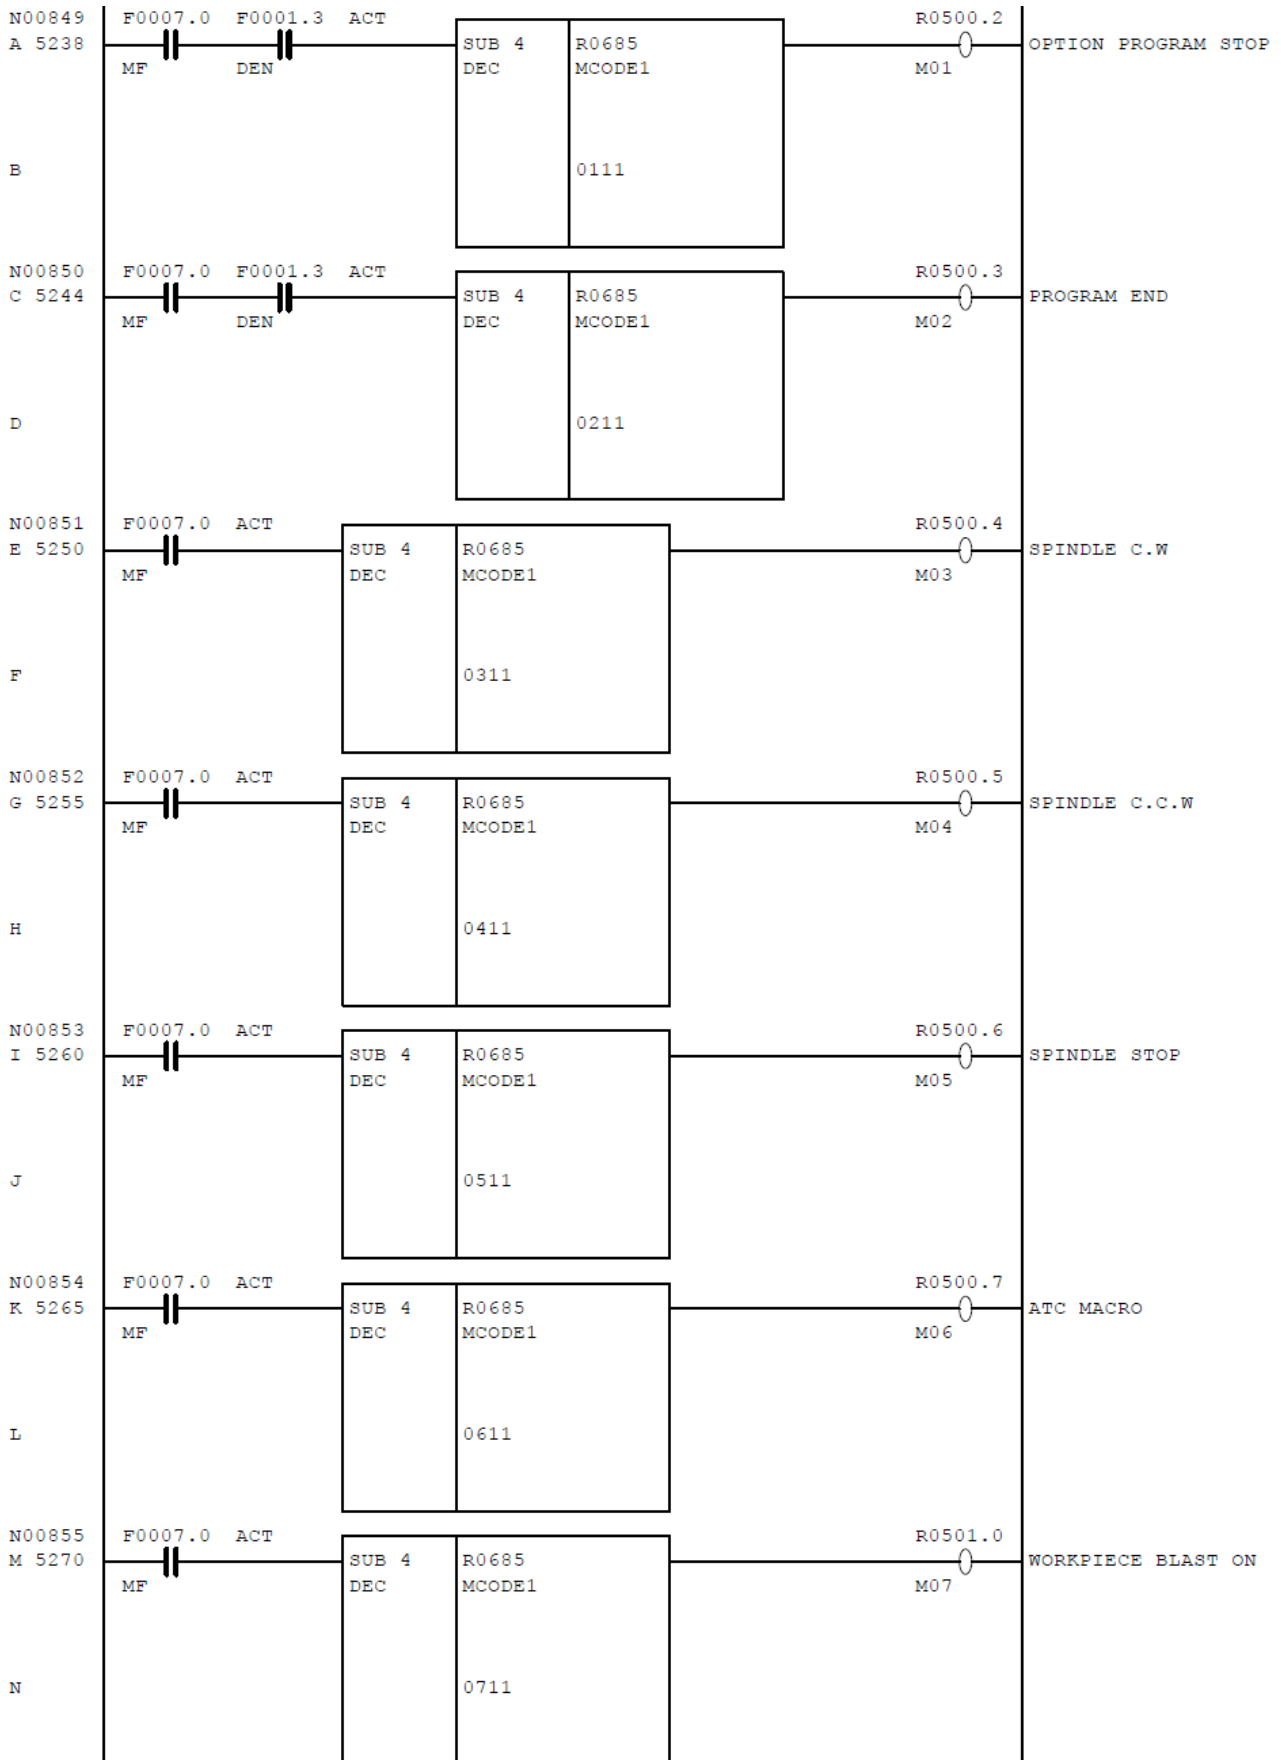 N00849 F0007.0 F0001.3 ACT R0500.2
A 5238 SUB 4 R0685 OPTION PROGRAM STOP
MF DEN DEC MCODE1 M01
B 0111
N00850 F0007.0 F0001.3 ACT R0500.3
C 5244 SUB 4 R0685 PROGRAM END
MF DEN DEC MCODE1 M02
D 0211
N00851 F0007.0 ACT R0500.4
E 5250 SUB 4 R0685 SPINDLE C.W
MF DEC MCODE1 M03
F 0311
N00852 F0007.0 ACT R0500.5
G 5255 SUB 4 R0685 SPINDLE C.C.W
MF DEC MCODE1 M04
H 0411
N00853 F0007.0 ACT R0500.6
I 5260 SUB 4 R0685 SPINDLE STOP
MF DEC MCODE1 M05
J 0511
N00854 F0007.0 ACT R0500.7
K 5265 SUB 4 R0685 ATC MACRO
MF DEC MCODE1 M06
L 0611
N00855 F0007.0 ACT R0501.0
M 5270 SUB 4 R0685 WORKPIECE BLAST ON
MF DEC MCODE1 M07
N 0711